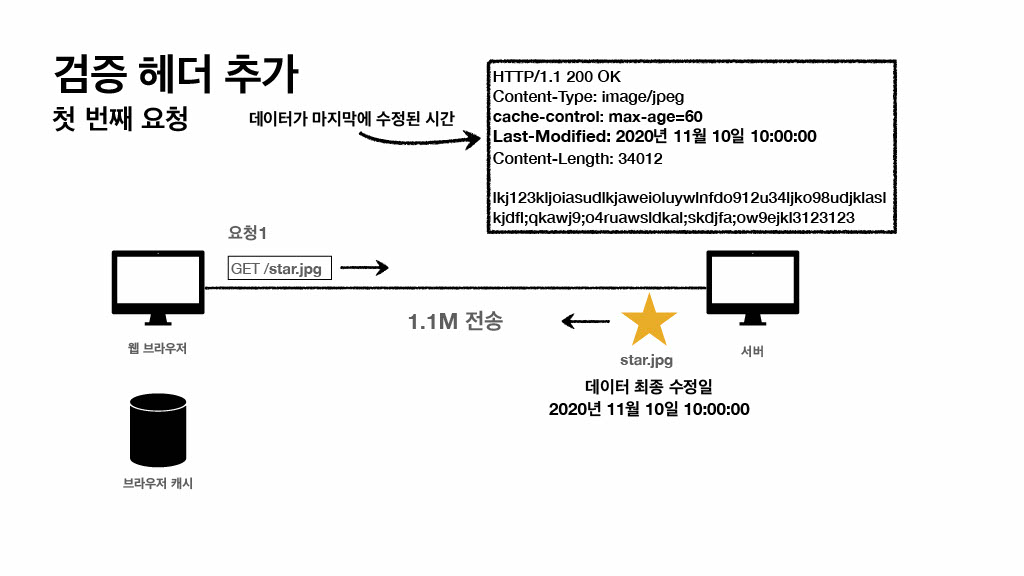 검증 헤더 추가
첫 번째 요청
데이터가 마지막에 수정된 시간
HTTP/1.1 200 OK
Content-Type: image/jpeg
cache-control: max-age=60
Last-Modified: 2020년 11월 10일 10:00:00
Content-Length: 34012
lkj123kljoiasudlkjaweioluywlnfdo912u34ljko98udjklasl
kjdfl;qkawj9;o4ruawsldkal;skdjfa;ow9ejkl3123123
요청1
GET /star.jpg
1.1M 전송
star.jpg
웹 브라우저
서버
데이터 최종 수정일
2020년 11월 10일 10:00:00
브라우저 캐시